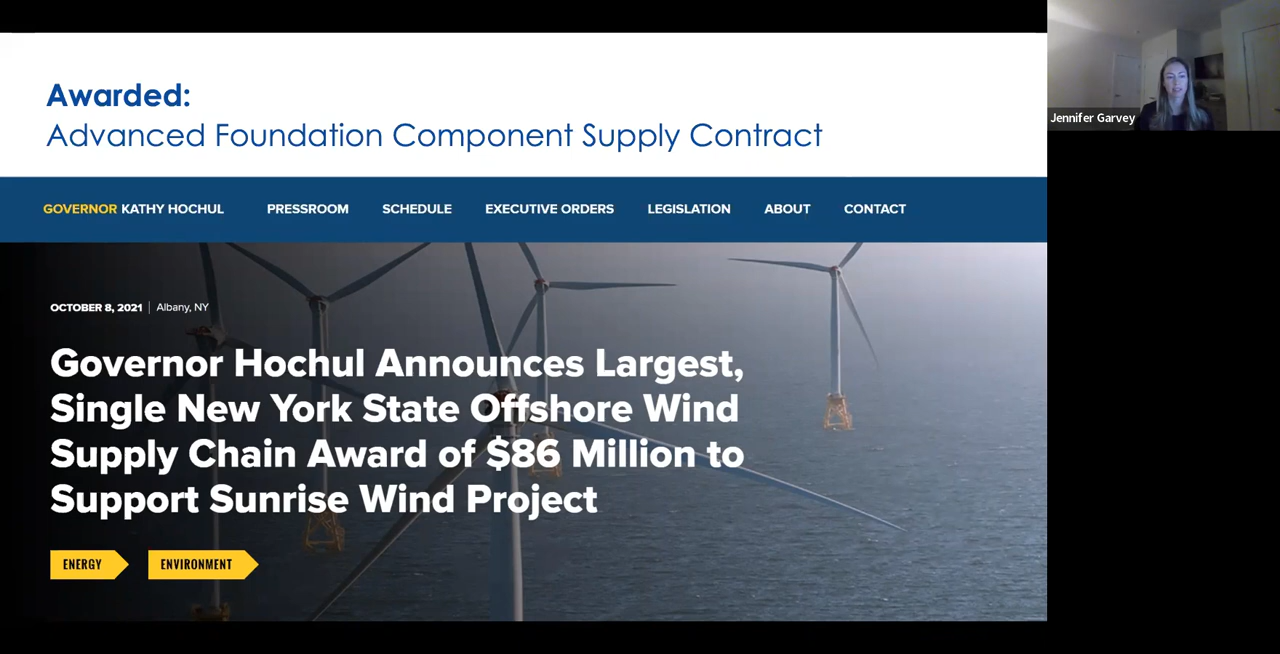 Awarded:
Advanced Foundation Component Supply Contract
GOVERNOR KATHY HOCHUL PRESSROOM SCHEDULE EXECUTIVE ORDERS LEGISLATION ABOUT CONTACT
OCTOBER 8, 2021 | Albany, NY
Governor Hochul Announces Largest,
Single New York State Offshore Wind
Supply Chain Award of $86 Million to
Support Sunrise Wind Project
ENERGY ENVIRONMENT
Jennifer Garvey